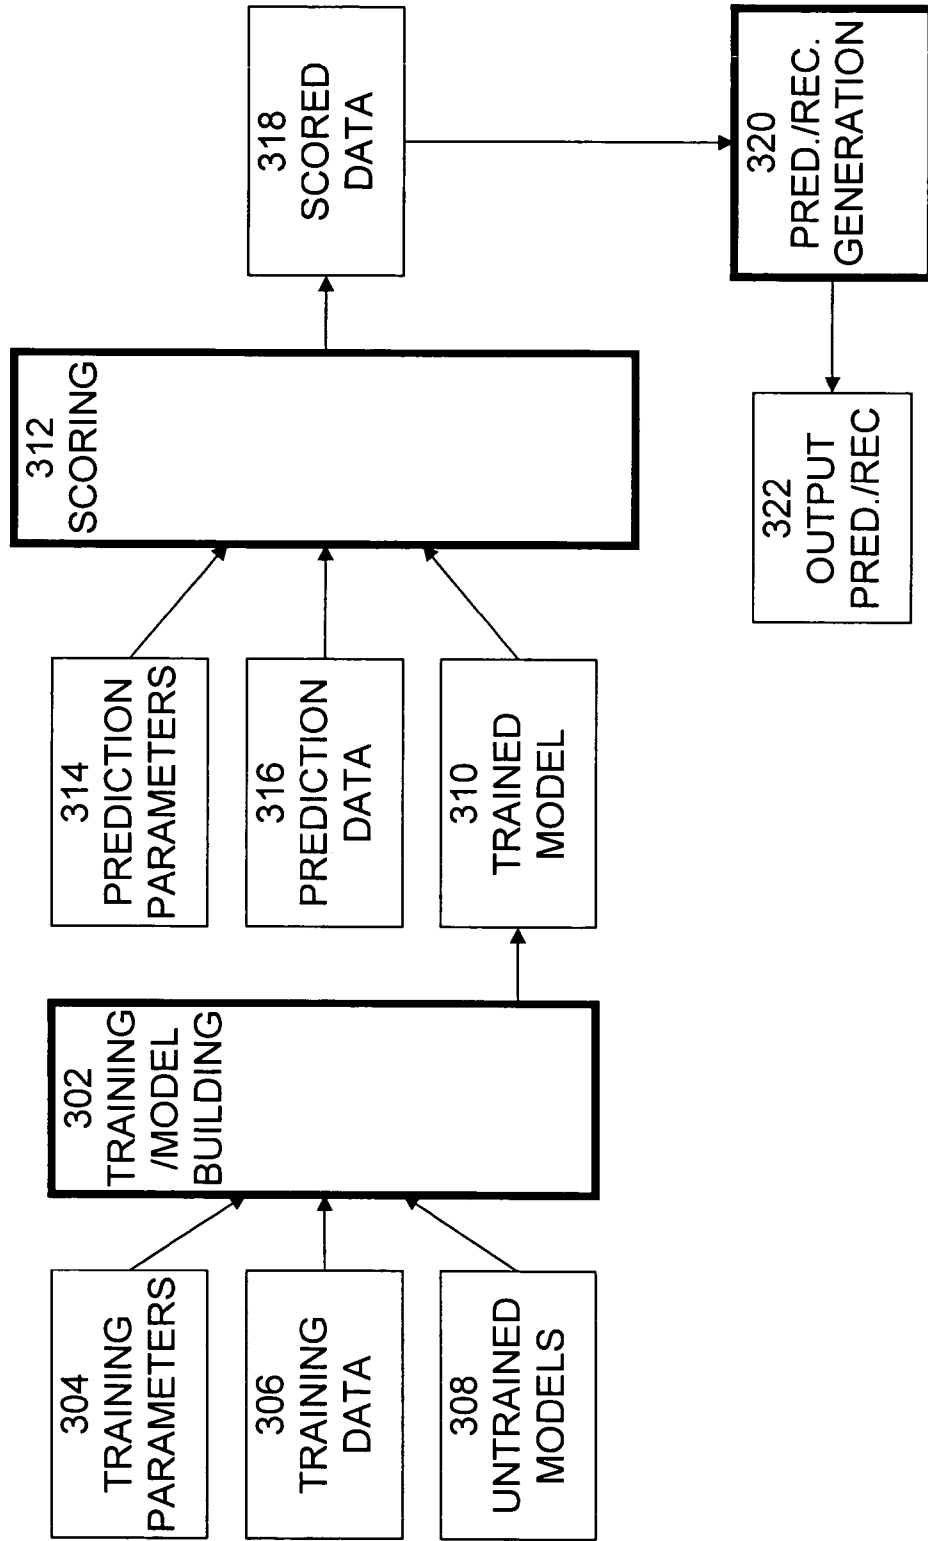 304
TRAINING
PARAMETERS
306
TRAINING
DATA
308
UNTRAINED
MODELS
302
TRAINING
/MODEL
BUILDING
314
PREDICTION
PARAMETERS
316
PREDICTION
DATA
310
TRAINED
MODEL
312
SCORING
318
SCORED
DATA
320
PRED./REC.
GENERATION
322
OUTPUT
PRED./REC